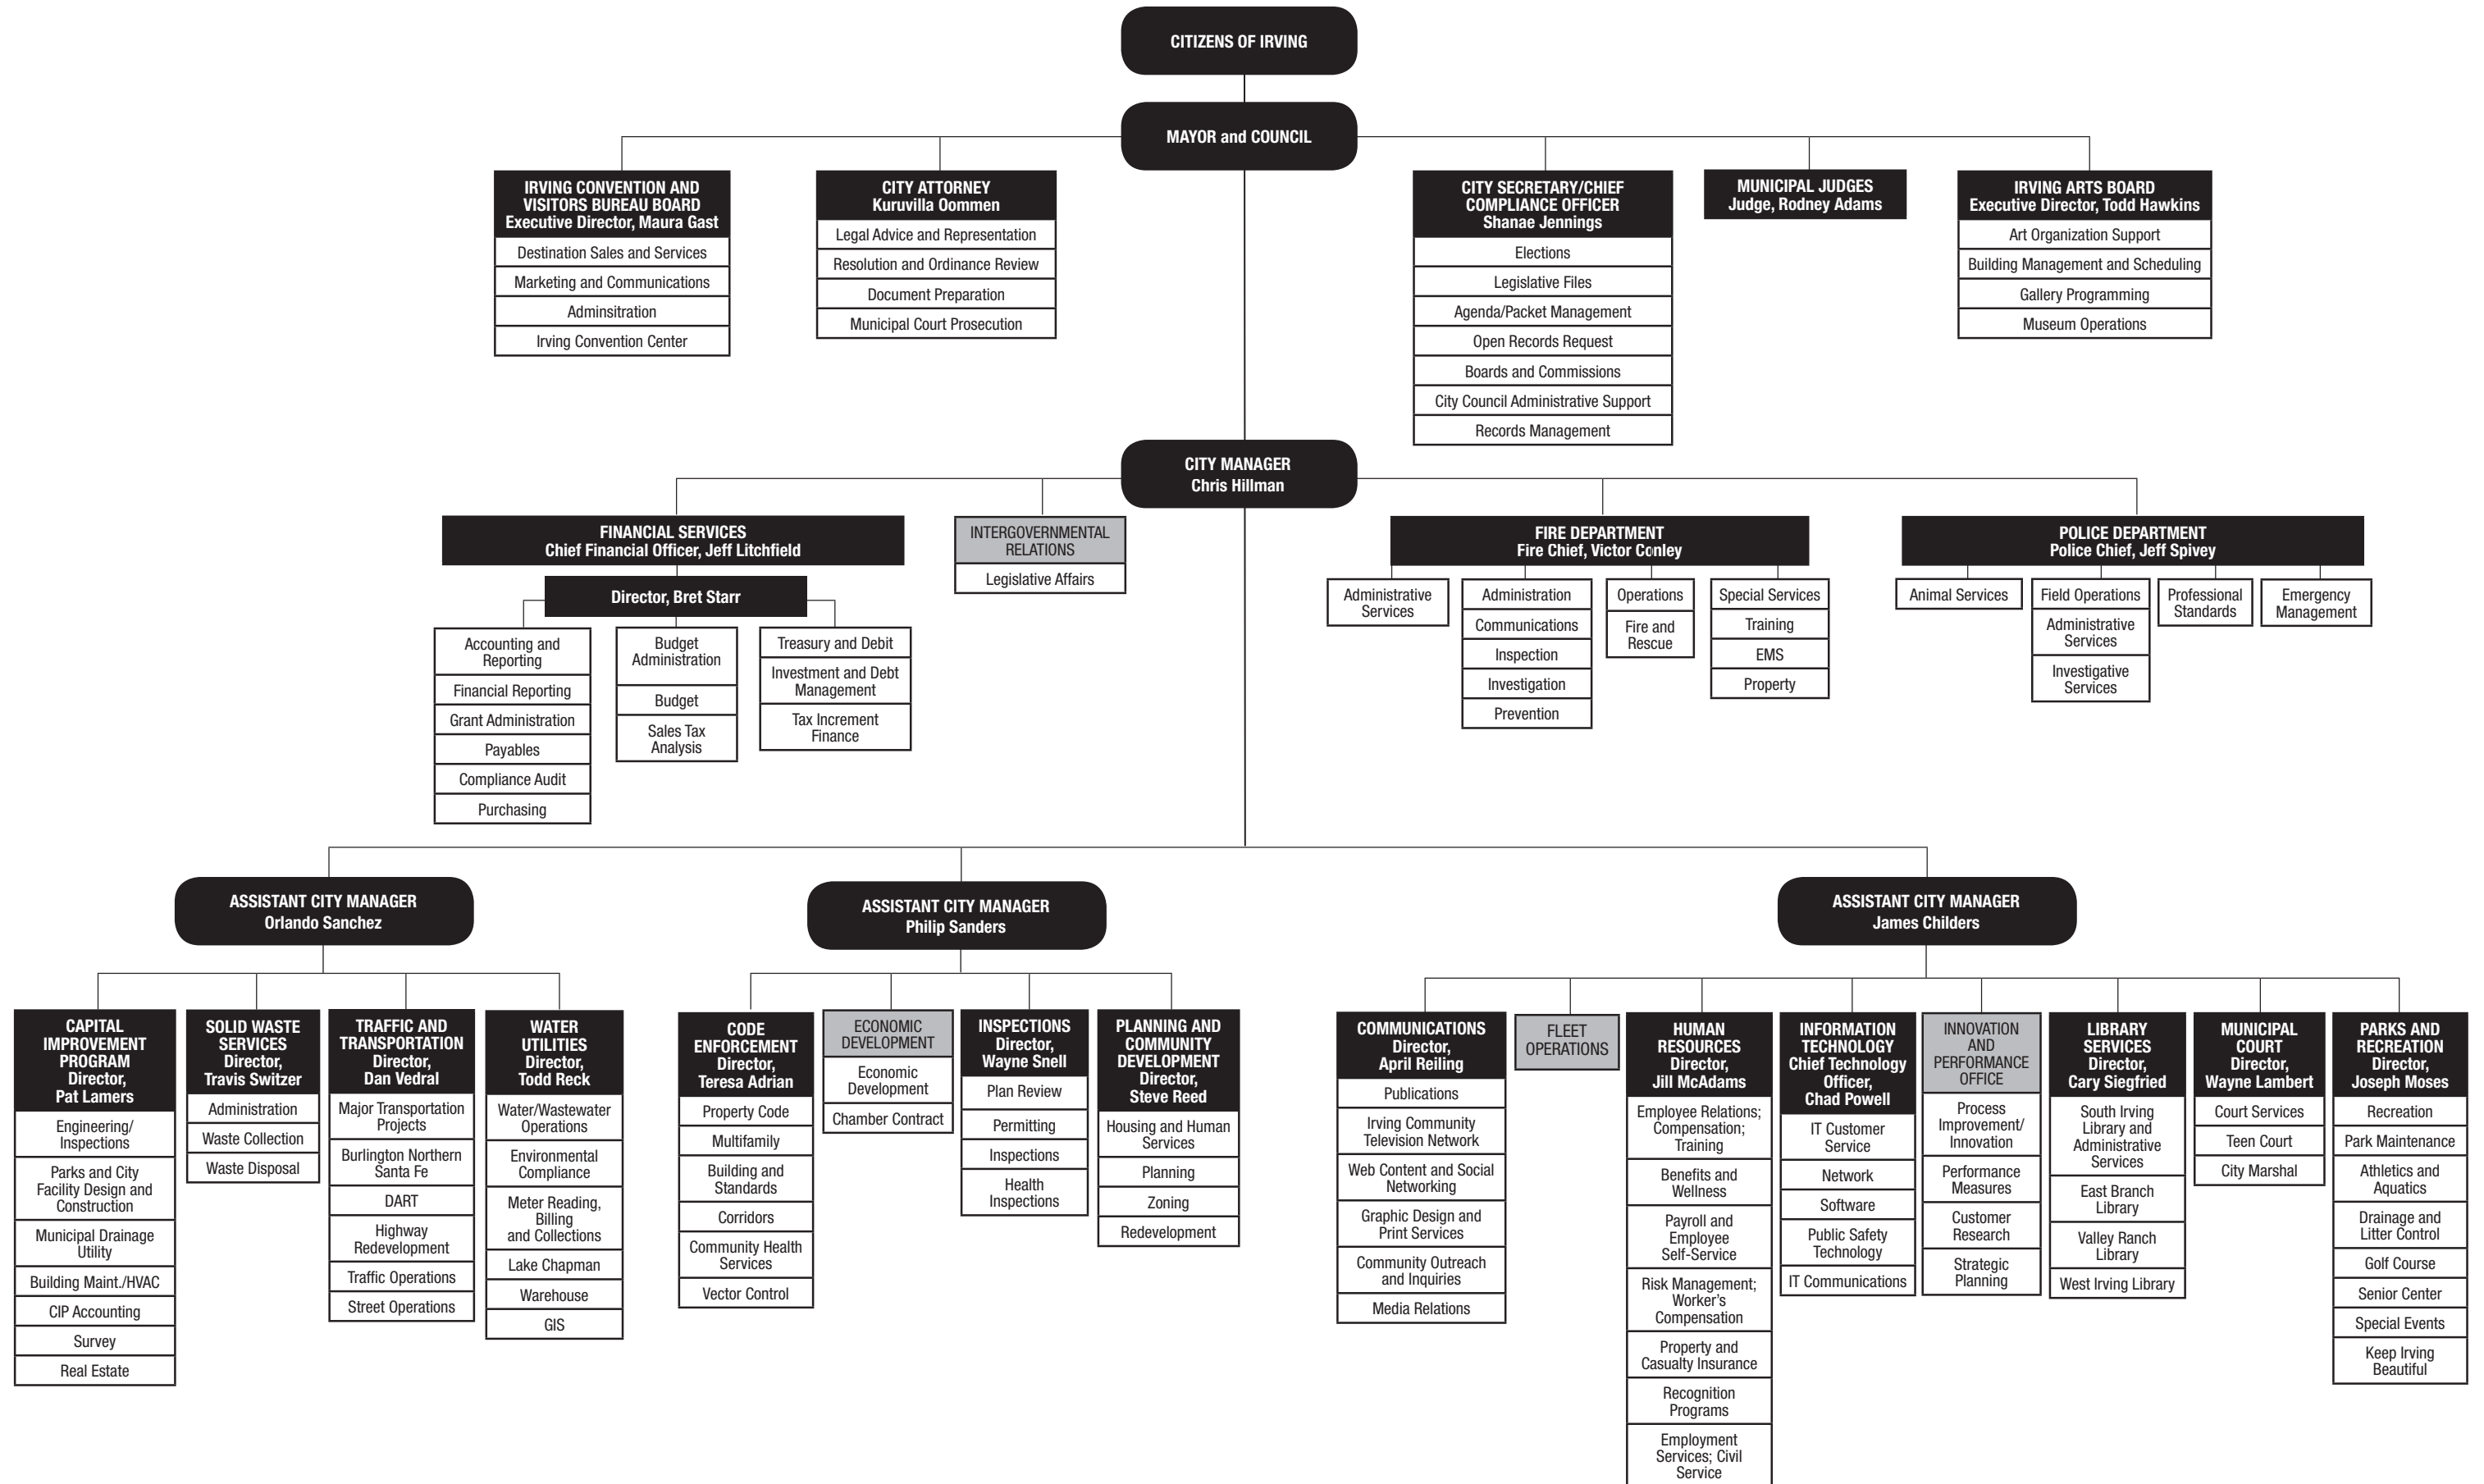 CITIZENS OF IRVING
MAYOR and COUNCIL
IRVING CONVENTION AND
VISITORS BUREAU BOARD
Executive Director, Maura Gast
Destination Sales and Services
Marketing and Communications
Adminsitration
Irving Convention Center
CITY ATTORNEY
Kuruvilla Oommen
Legal Advice and Representation
Resolution and Ordinance Review
Document Preparation
Municipal Court Prosecution
CITY SECRETARY/CHIEF
COMPLIANCE OFFICER
Shanae Jennings
Elections
Legislative Files
Agenda/Packet Management
Open Records Request
Boards and Commissions
City Council Administrative Support
Records Management
MUNICIPAL JUDGES
Judge, Rodney Adams
IRVING ARTS BOARD
Executive Director, Todd Hawkins
Art Organization Support
Building Management and Scheduling
Gallery Programming
Museum Operations
CITY MANAGER
Chris Hillman
FINANCIAL SERVICES
Chief Financial Officer, Jeff Litchfield
Director, Bret Starr
Accounting and
Reporting
Financial Reporting
Grant Administration
Payables
Compliance Audit
Purchasing
Budget
Administration
Budget
Sales Tax
Analysis
Treasury and Debit
Investment and Debt
Management
Tax Increment
Finance
INTERGOVERNMENTAL
RELATIONS
Legislative Affairs
FIRE DEPARTMENT
Fire Chief, Victor Conley
Administrative
Services
Administration
Communications
Inspection
Investigation
Prevention
Operations
Fire and
Rescue
Special Services
Training
EMS
Property
POLICE DEPARTMENT
Police Chief, Jeff Spivey
Animal Services
Field Operations
Administrative
Services
Investigative
Services
Professional
Standards
Emergency
Management
ASSISTANT CITY MANAGER
Orlando Sanchez
CAPITAL
IMPROVEMENT
PROGRAM
Director,
Pat Lamers
Engineering/
Inspections
Parks and City
Facility Design and
Construction
Municipal Drainage
Utility
Building Maint./HVAC
CIP Accounting
Survey
Real Estate
SOLID WASTE
SERVICES
Director,
Travis Switzer
Administration
Waste Collection
Waste Disposal
TRAFFIC AND
TRANSPORTATION
Director,
Dan Vedral
Major Transportation
Projects
Burlington Northern
Santa Fe
DART
Highway
Redevelopment
Traffic Operations
Street Operations
WATER
UTILITIES
Director,
Todd Reck
Water/Wastewater
Operations
Environmental
Compliance
Meter Reading,
Billing
and Collections
Lake Chapman
Warehouse
GIS
ASSISTANT CITY MANAGER
Philip Sanders
CODE
ENFORCEMENT
Director,
Teresa Adrian
Property Code
Multifamily
Building and
Standards
Corridors
Community Health
Services
Vector Control
ECONOMIC
DEVELOPMENT
Economic
Development
Chamber Contract
INSPECTIONS
Director,
Wayne Snell
Plan Review
Permitting
Inspections
Health
Inspections
PLANNING AND
COMMUNITY
DEVELOPMENT
Director,
Steve Reed
Housing and Human
Services
Planning
Zoning
Redevelopment
ASSISTANT CITY MANAGER
James Childers
COMMUNICATIONS
Director,
April Reiling
Publications
Irving Community
Television Network
Web Content and Social
Networking
Graphic Design and
Print Services
Community Outreach
and Inquiries
Media Relations
FLEET
OPERATIONS
HUMAN
RESOURCES
Director,
Jill McAdams
Employee Relations;
Compensation;
Training
Benefits and
Wellness
Payroll and
Employee
Self-Service
Risk Management;
Worker's
Compensation
Property and
Casualty Insurance
Recognition
Programs
Employment
Services; Civil
Service
INFORMATION
TECHNOLOGY
Chief Technology
Officer,
Chad Powell
IT Customer
Service
Network
Software
Public Safety
Technology
IT Communications
INNOVATION
AND
PERFORMANCE
OFFICE
Process
Improvement/
Innovation
Performance
Measures
Customer
Research
Strategic
Planning
LIBRARY
SERVICES
Director,
Cary Siegfried
South Irving
Library and
Administrative
Services
East Branch
Library
Valley Ranch
Library
West Irving Library
MUNICIPAL
COURT
Director,
Wayne Lambert
Court Services
Teen Court
City Marshal
PARKS AND
RECREATION
Director,
Joseph Moses
Recreation
Park Maintenance
Athletics and
Aquatics
Drainage and
Litter Control
Golf Course
Senior Center
Special Events
Keep Irving
Beautiful